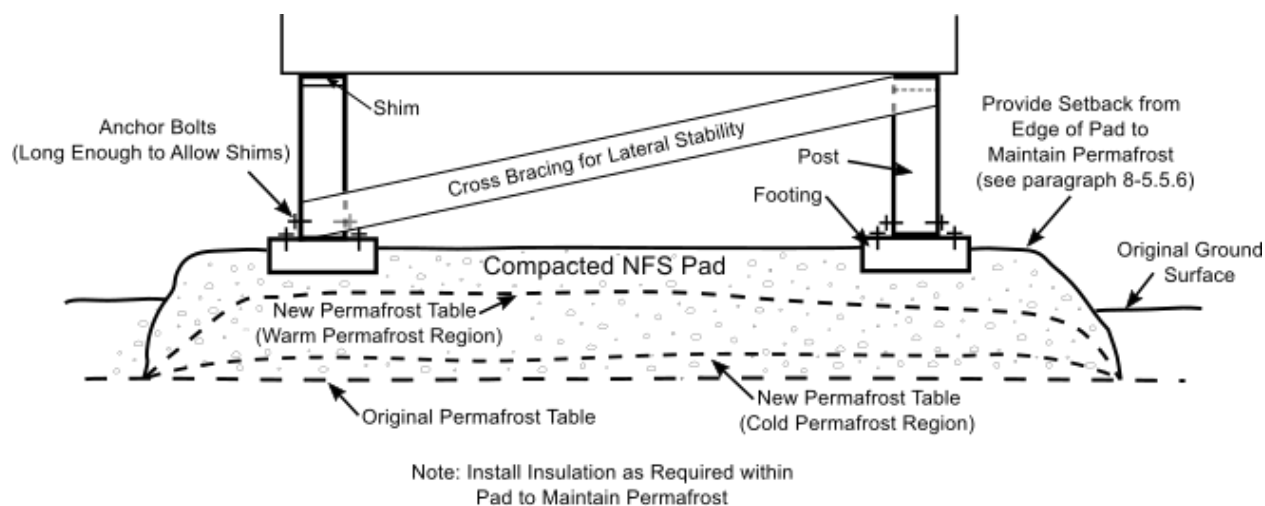 Shim
Anchor Bolts
(Long Enough to Allow Shims)
Cross Bracing for Lateral Stability
Post
Footing
Provide Setback from
Edge of Pad to
Maintain Permafrost
(see paragraph 8-5.5.6)
Original Ground
Surface
Compacted NFS Pad
New Permafrost Table
(Warm Permafrost Region)
New Permafrost Table
(Cold Permafrost Region)
Original Permafrost Table
Note: Install Insulation as Required within
Pad to Maintain Permafrost